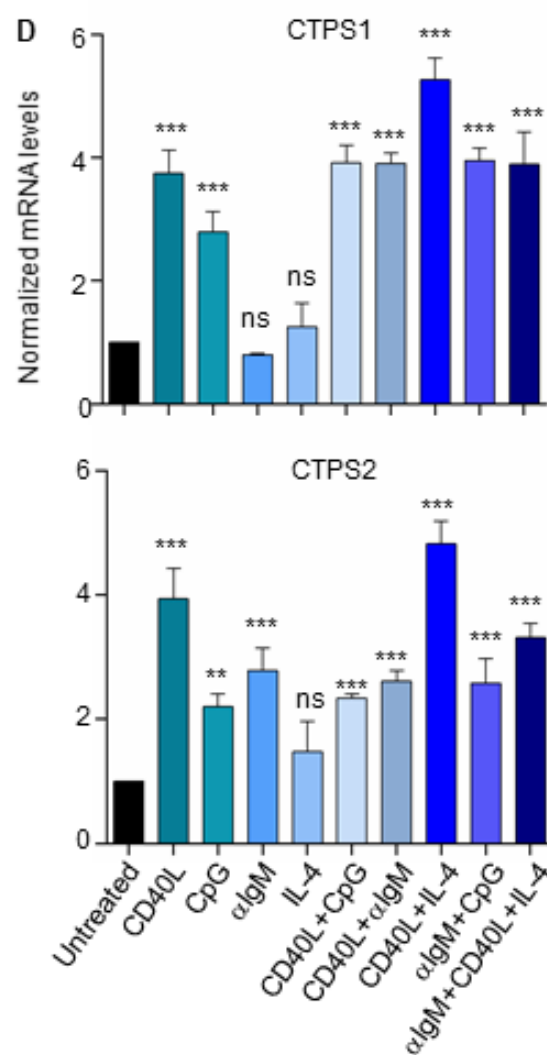 D
CTPS1
Normalized mRNA levels
6
4
2
0
***
***
ns
ns
***
***
***
***
***
CTPS2
6
4
2
0
***
**
***
ns
***
***
***
***
***
Untreated
CD40L
CpG
αIgM
IL-4
CD40L+CpG
CD40L+αIgM
CD40L+IL-4
αIgM+CpG
αIgM+CD40L+IL-4